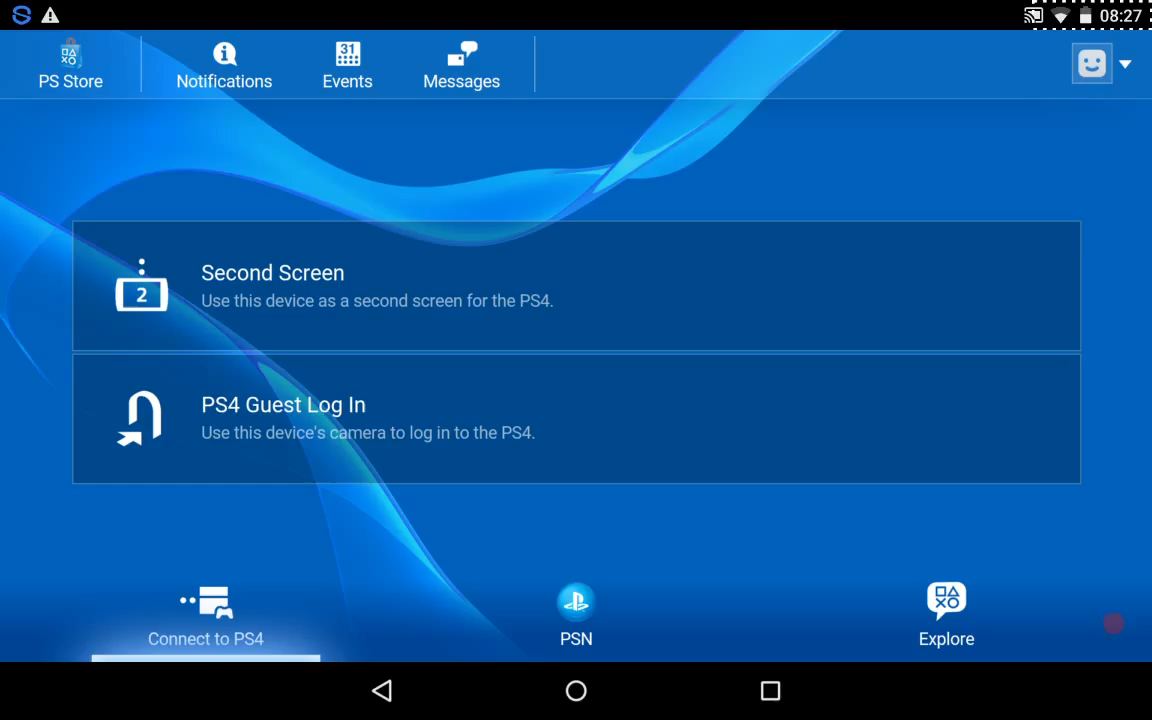 08:27
PS Store
Notifications
31
Events
Messages
2
Second Screen
Use this device as a second screen for the PS4.
PS4 Guest Log In
Use this device's camera to log in to the PS4.
Connect to PS4
PSN
Explore